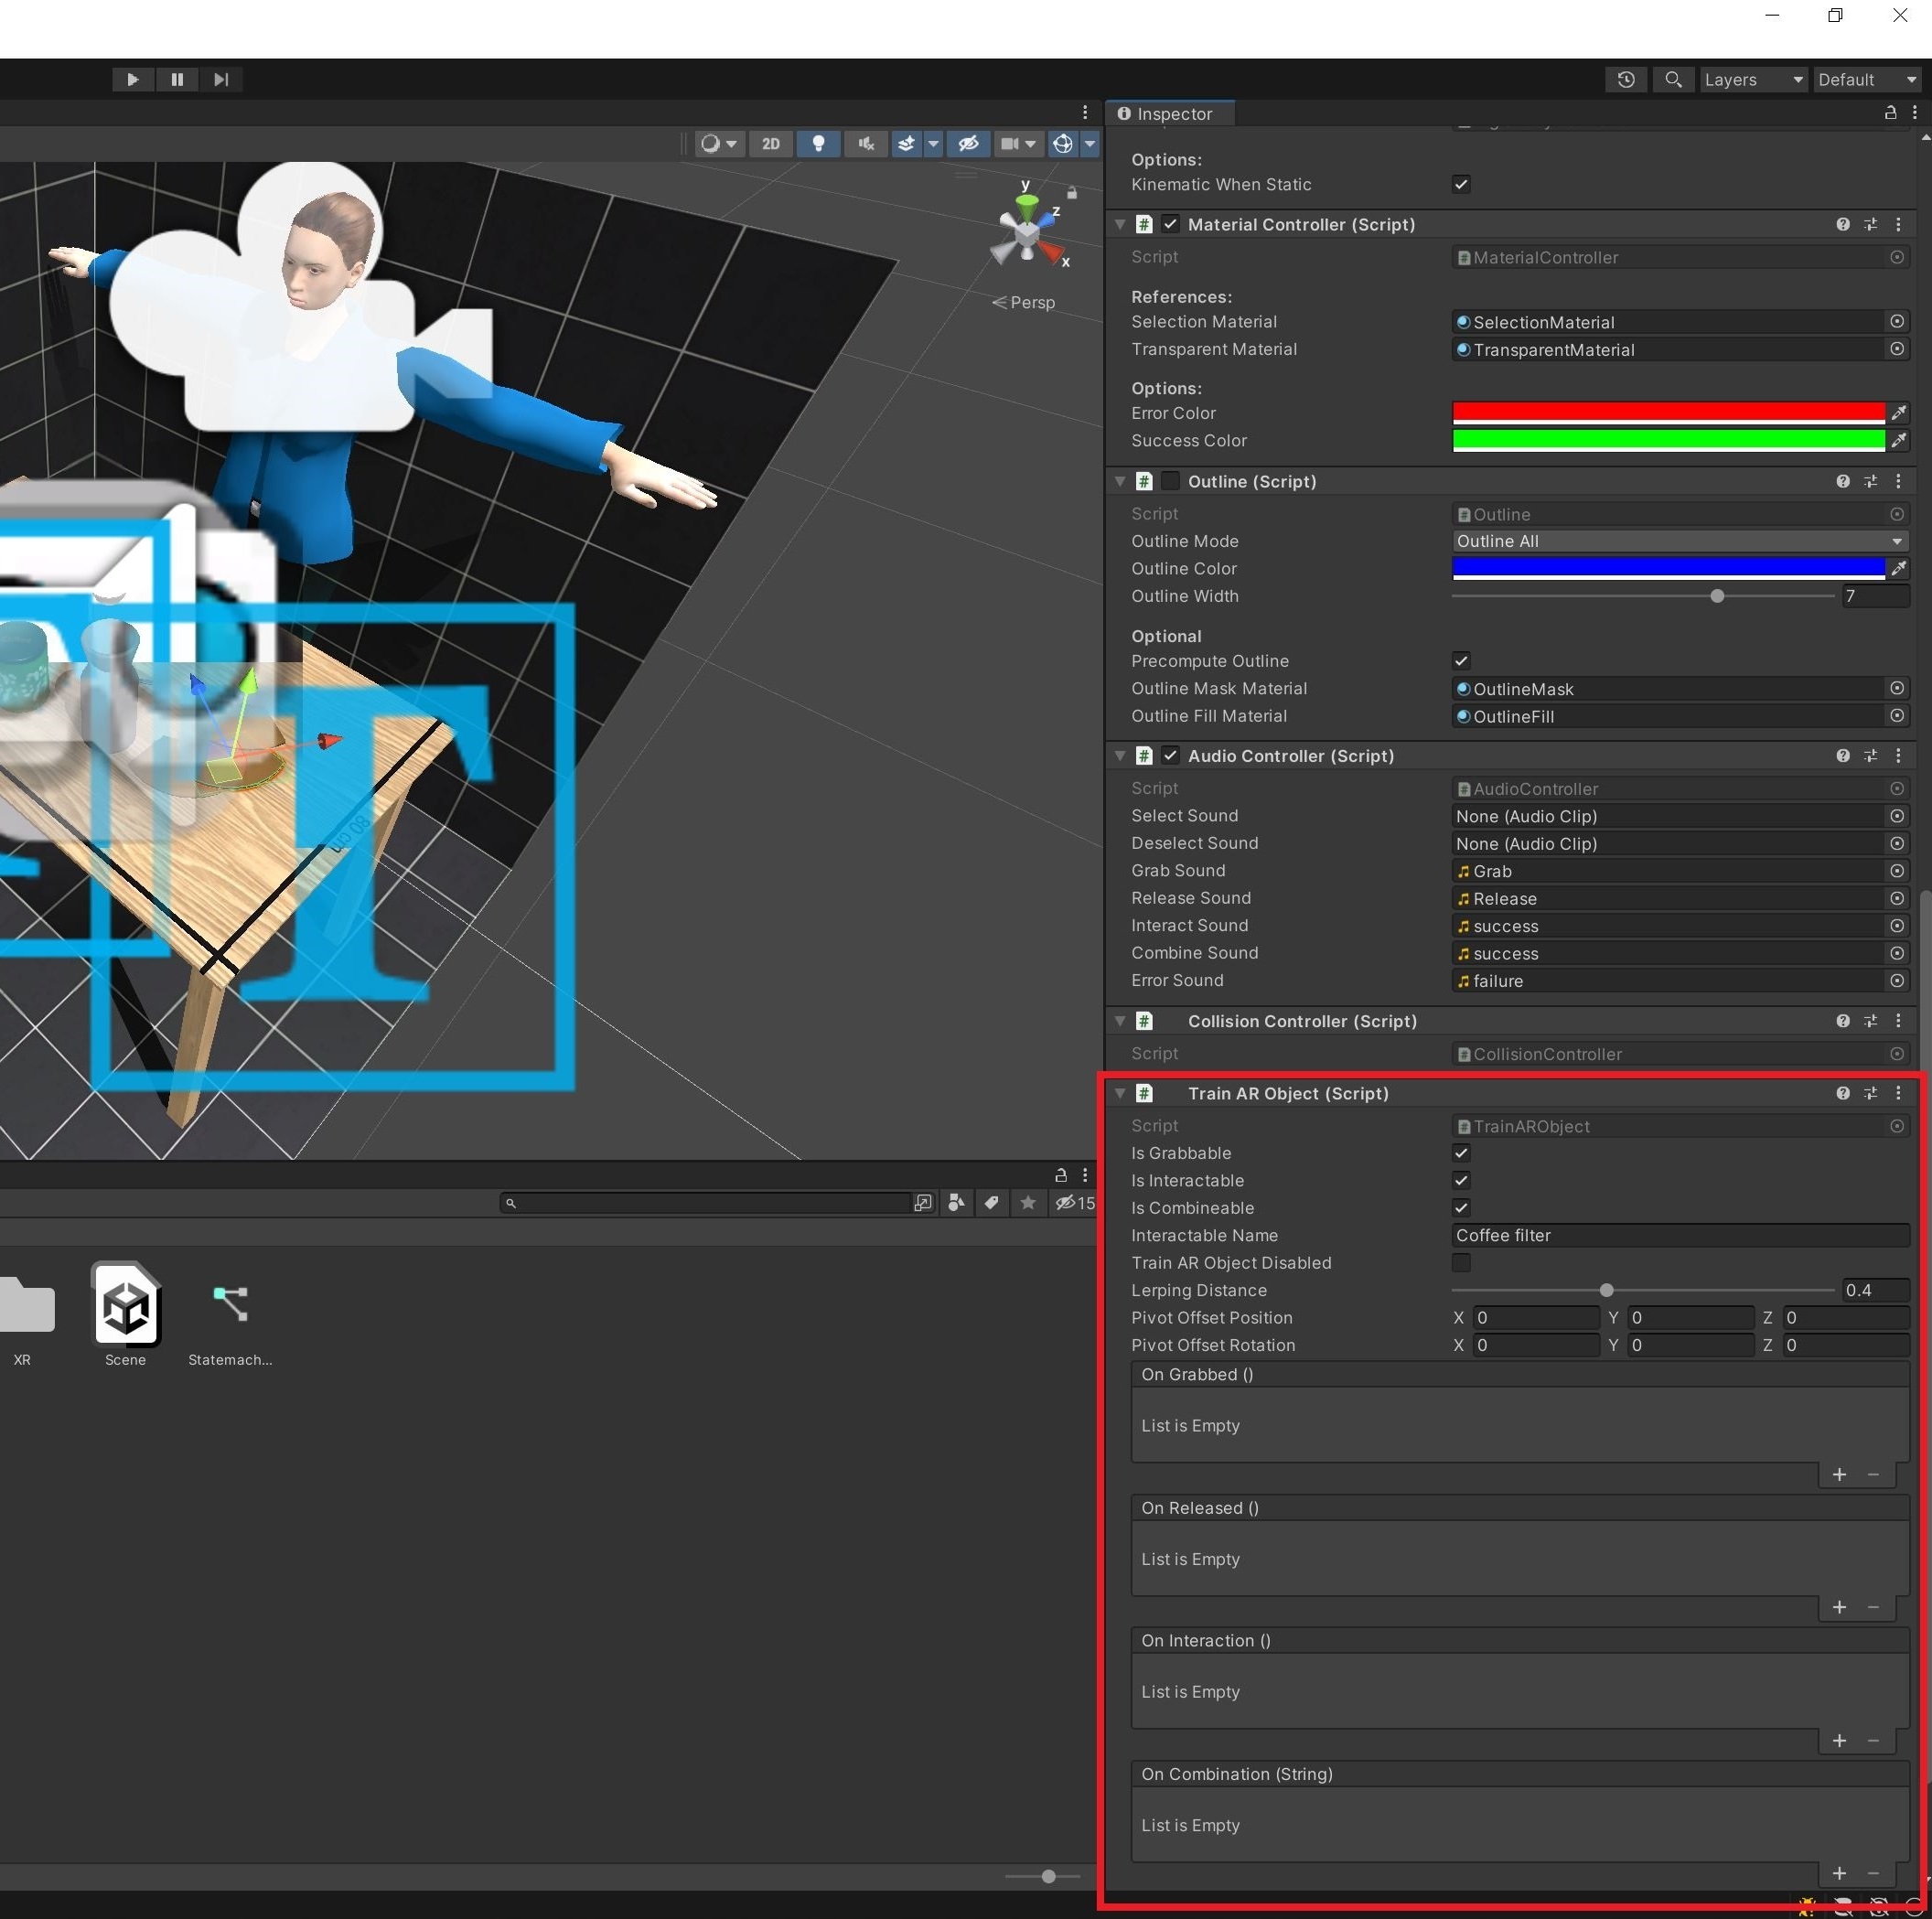 Layers
Default
Inspector
2D
Options:
Kinematic When Static
y
z
x
Persp
Material Controller (Script)
Script
MaterialController
References:
Selection Material
SelectionMaterial
Transparent Material
TransparentMaterial
Options:
Error Color
Success Color
Outline (Script)
Script
Outline
Outline Mode
Outline All
Outline Color
Outline Width
7
Optional
Precompute Outline
Outline Mask Material
OutlineMask
Outline Fill Material
OutlineFill
Audio Controller (Script)
Script
AudioController
Select Sound
None (Audio Clip)
Deselect Sound
None (Audio Clip)
Grab Sound
Grab
Release Sound
Release
Interact Sound
success
Combine Sound
success
Error Sound
failure
T
80 cm
Collision Controller (Script)
Script
CollisionController
Train AR Object (Script)
Script
TrainARObject
Is Grabbable
Is Interactable
Is Combineable
Interactable Name
Coffee filter
Train AR Object Disabled
Lerping Distance
0.4
Pivot Offset Position
X 0 Y 0 Z 0
Pivot Offset Rotation
X 0 Y 0 Z 0
On Grabbed ()
List is Empty
On Released ()
List is Empty
On Interaction ()
List is Empty
On Combination (String)
List is Empty
15
XR
Scene
Statemach...